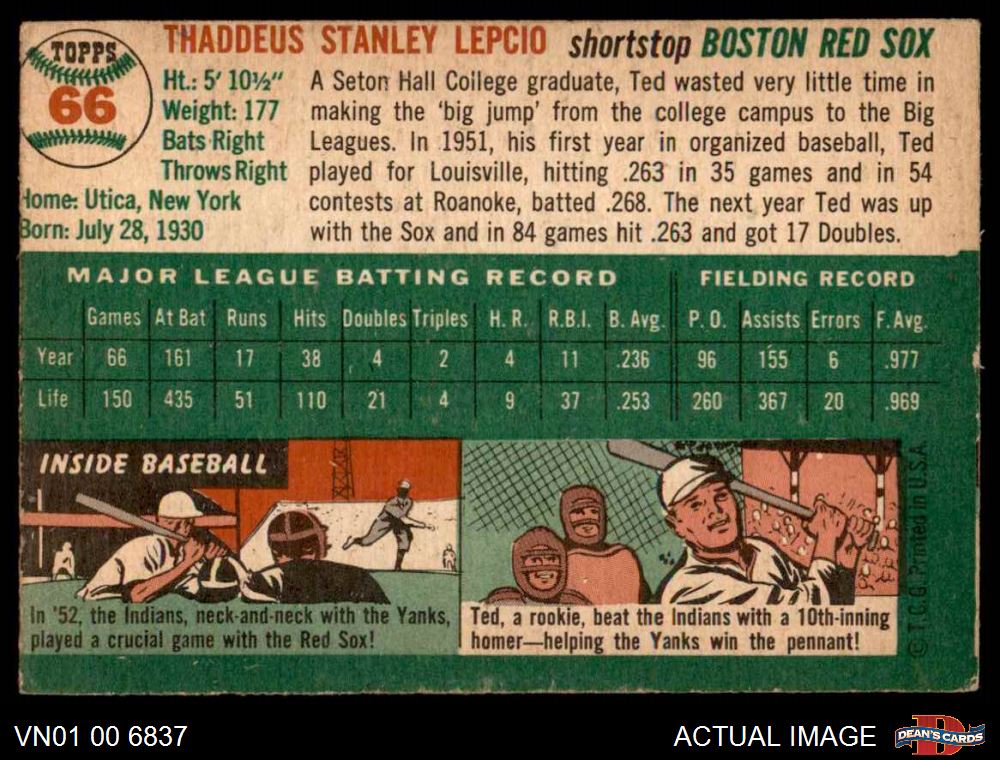 TOPPS
66
THADDEUS STANLEY LEPCIO shortstop BOSTON RED SOX
Ht.: 5' 10½"
Weight: 177
Bats Right
Throws Right
Home: Utica, New York
Born: July 28, 1930
A Seton Hall College graduate, Ted wasted very little time in
making the 'big jump' from the college campus to the Big
Leagues. In 1951, his first year in organized baseball, Ted
played for Louisville, hitting .263 in 35 games and in 54
contests at Roanoke, batted .268. The next year Ted was up
with the Sox and in 84 games hit .263 and got 17 Doubles.
MAJOR LEAGUE BATTING RECORD FIELDING RECORD
Games At Bat Runs Hits Doubles Triples H. R. R.B.I. B. Avg. P. O. Assists Errors F. Avg.
Year 66 161 17 38 4 2 4 11 .236 96 155 6 .977
Life 150 435 51 110 21 4 9 37 .253 260 367 20 .969
INSIDE BASEBALL
In '52, the Indians, neck-and-neck with the Yanks,
played a crucial game with the Red Sox!
Ted, a rookie, beat the Indians with a 10th-inning
homer—helping the Yanks win the pennant!
© T.C.G. Printed in U.S.A.
VN01 00 6837 ACTUAL IMAGE
DEAN'S CARDS